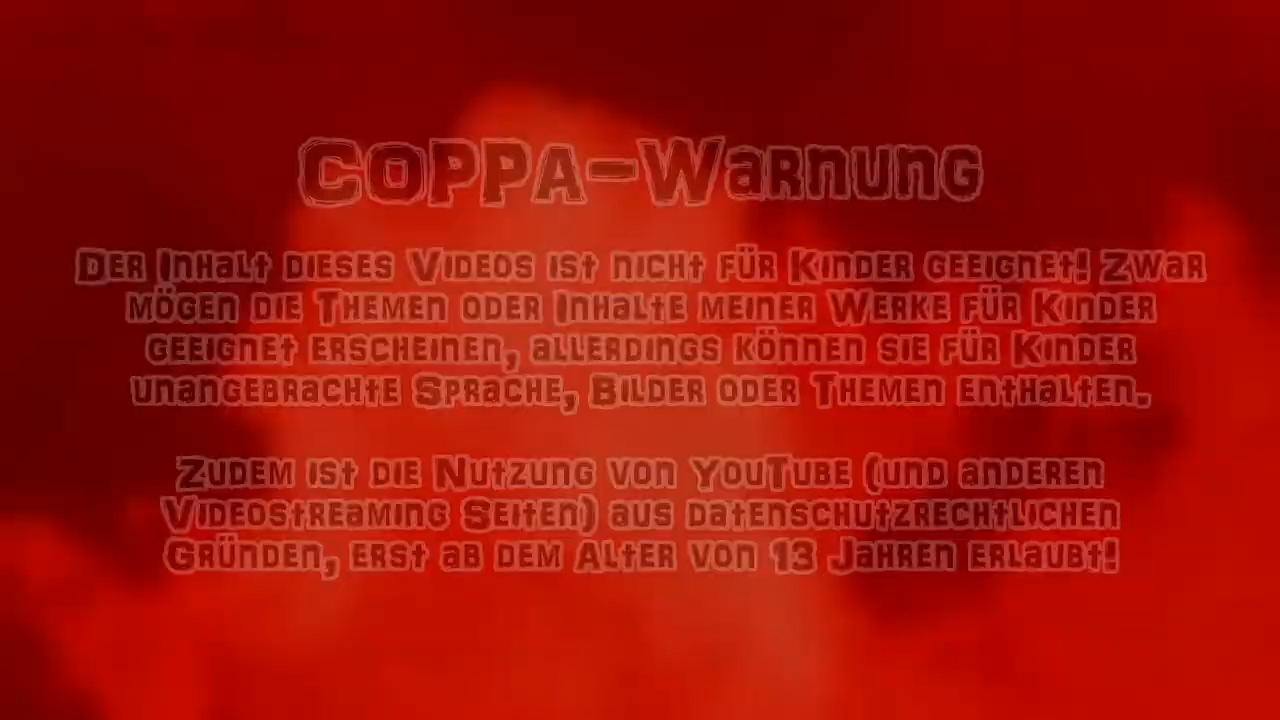 COPPA-Warnung
Der Inhalt dieses Videos ist nicht für Kinder geeignet! Zwar
mögen die Themen oder Inhalte meiner Werke für Kinder
geeignet erscheinen, allerdings können sie für Kinder
unangebrachte Sprache, Bilder oder Themen enthalten.
Zudem ist die Nutzung von YouTube (und anderen
Videostreaming Seiten) aus datenschutzrechtlichen
Gründen, erst ab dem Alter von 13 Jahren erlaubt!